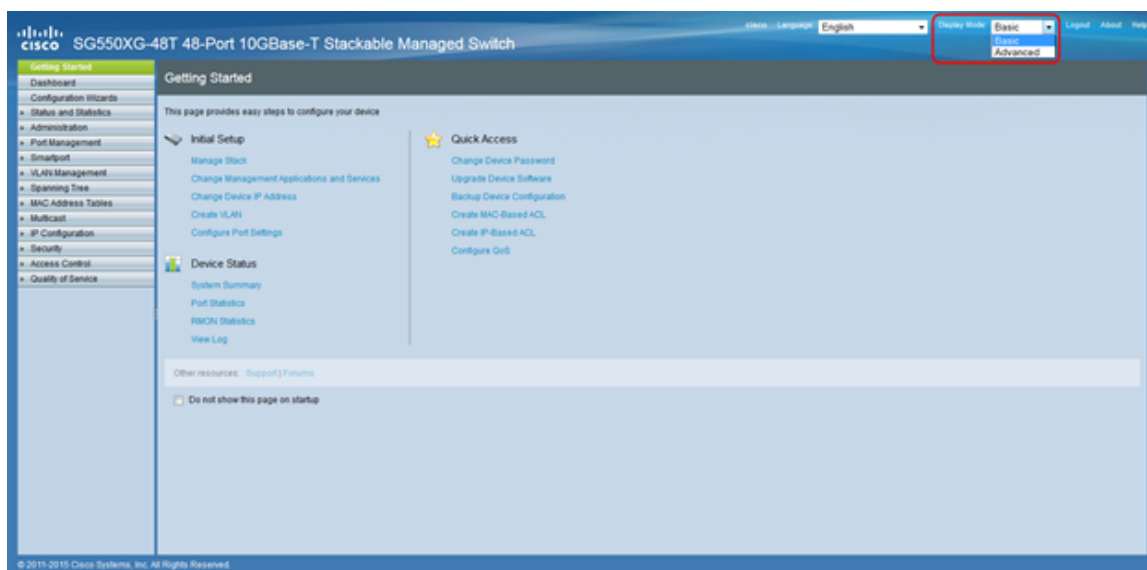 cisco SG550XG-48T 48-Port 10GBase-T Stackable Managed Switch
cisco Language: English Display Mode: Basic Logout About Help
Basic
Advanced
Getting Started
Dashboard
Configuration Wizards
Status and Statistics
Administration
Port Management
Smartport
VLAN Management
Spanning Tree
MAC Address Tables
Multicast
IP Configuration
Security
Access Control
Quality of Service
Getting Started
This page provides easy steps to configure your device
Initial Setup
Manage Stack
Change Management Applications and Services
Change Device IP Address
Create VLAN
Configure Port Settings
Device Status
System Summary
Port Statistics
RMON Statistics
View Log
Quick Access
Change Device Password
Upgrade Device Software
Backup Device Configuration
Create MAC-Based ACL
Create IP-Based ACL
Configure QoS
Other resources: Support | Forums
Do not show this page on startup
© 2011-2015 Cisco Systems, Inc. All Rights Reserved.